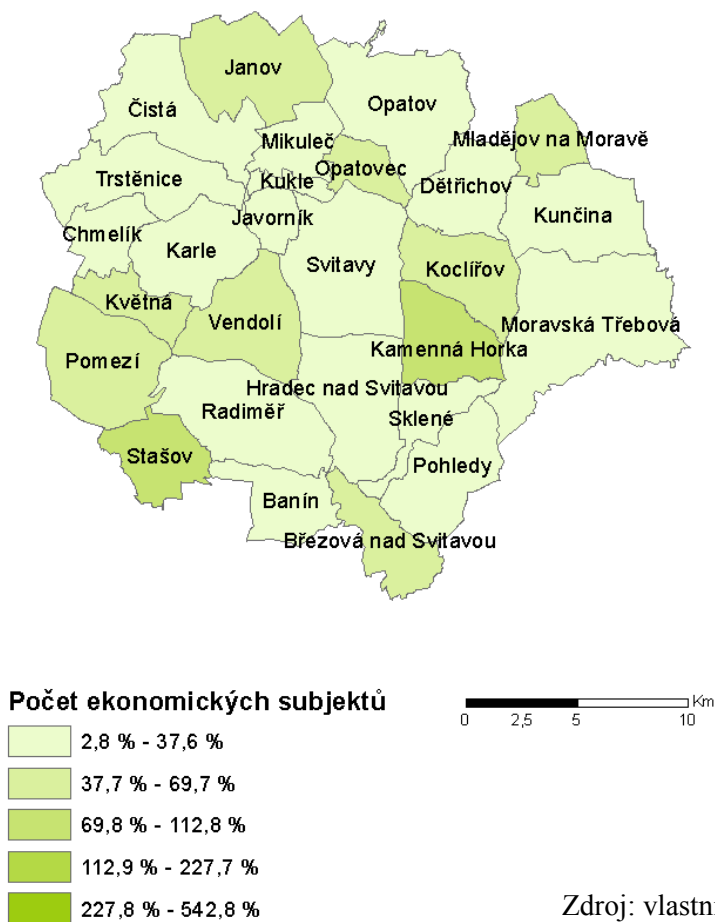 Janov
Čistá
Opatov
Mikuleč
Mladějov na Moravě
Opatovec
Trstěnice
Kukle
Dětřichov
Javorník
Kunčina
Chmelík
Karle
Svitavy
Koclířov
Květná
Vendolí
Moravská Třebová
Kamenná Horka
Pomezí
Hradec nad Svitavou
Radiměř
Sklené
Stašov
Pohledy
Banín
Březová nad Svitavou
Počet ekonomických subjektů
2,8 % - 37,6 %
37,7 % - 69,7 %
69,8 % - 112,8 %
112,9 % - 227,7 %
227,8 % - 542,8 %
Km
0 2,5 5 10
Zdroj: vlastn